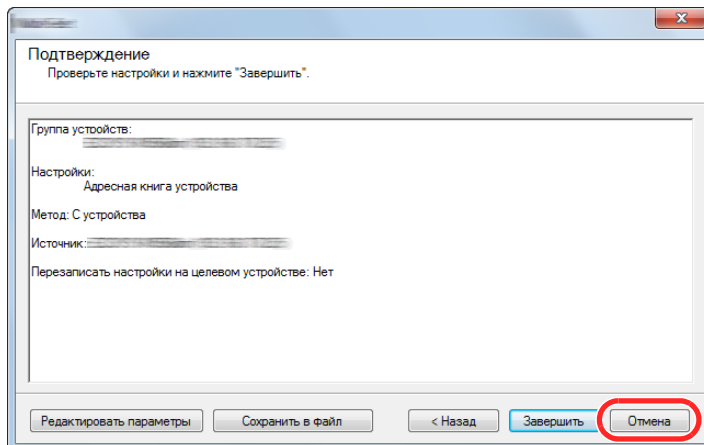 Подтверждение
Проверьте настройки и нажмите "Завершить".
Группа устройств:
Настройки:
Адресная книга устройства
Метод: С устройства
Источник:
Перезаписать настройки на целевом устройстве: Нет
Редактировать параметры
Сохранить в файл
< Назад
Завершить
Отмена